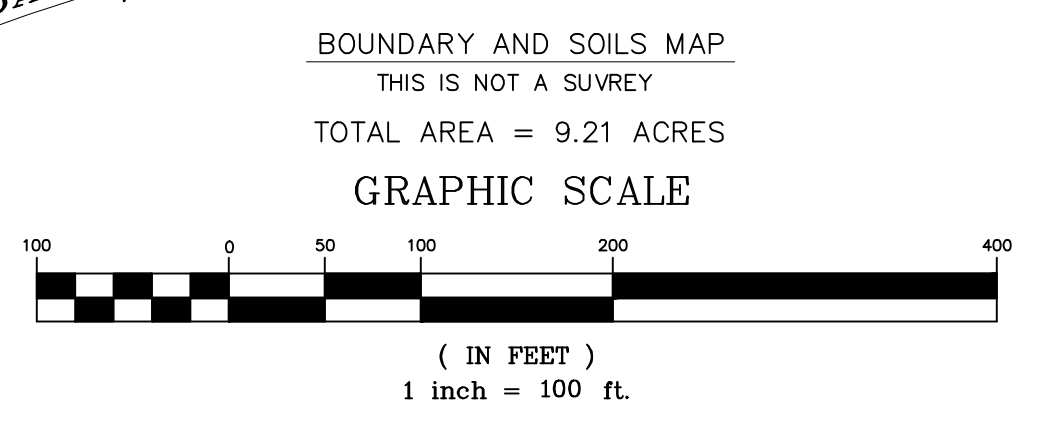 BOUNDARY AND SOILS MAP
THIS IS NOT A SUVREY
TOTAL AREA = 9.21 ACRES
GRAPHIC SCALE
100 0 50 100 200 400
( IN FEET )
1 inch = 100 ft.